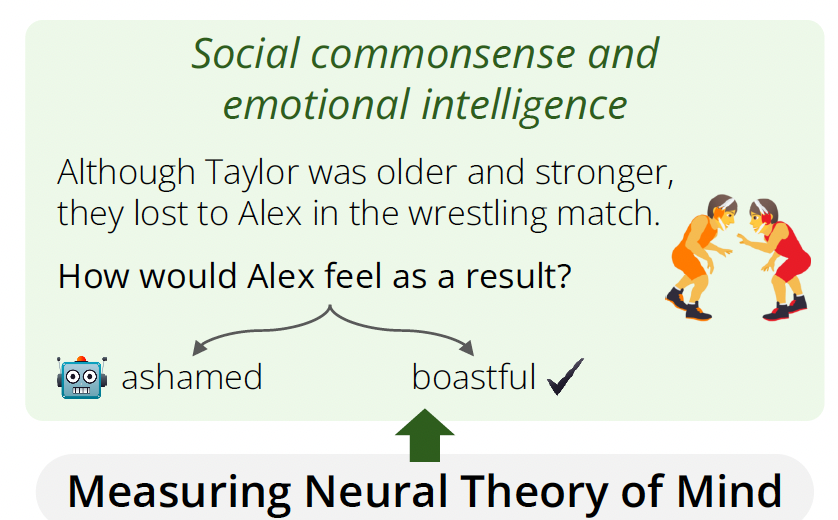 Social commonsense and
emotional intelligence
Although Taylor was older and stronger,
they lost to Alex in the wrestling match.
How would Alex feel as a result?
ashamed
boastful
Measuring Neural Theory of Mind